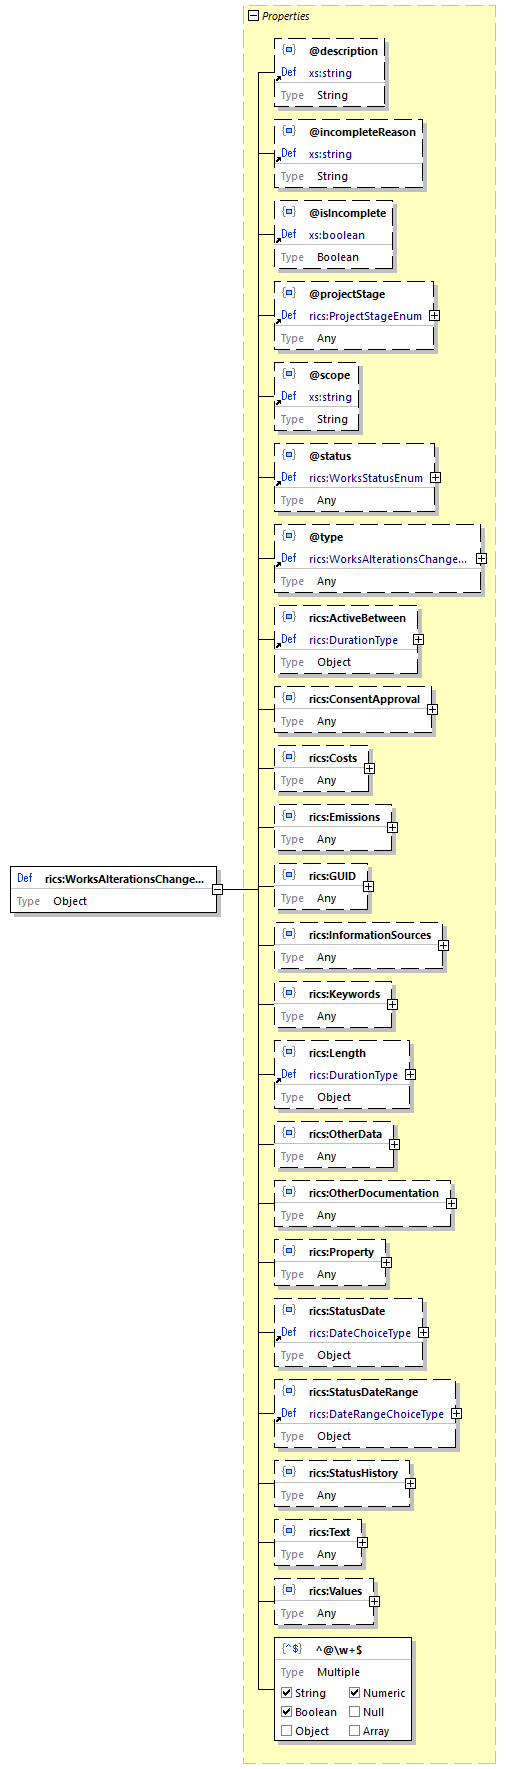 Properties
@description
Def xs:string
Type String
@incompleteReason
Def xs:string
Type String
@isIncomplete
Def xs:boolean
Type Boolean
@projectStage
Def rics:ProjectStageEnum
Type Any
@scope
Def xs:string
Type String
@status
Def rics:WorksStatusEnum
Type Any
@type
Def rics:WorksAlterationsChange...
Type Any
rics:ActiveBetween
Def rics:DurationType
Type Object
rics:ConsentApproval
Type Any
rics:Costs
Type Any
rics:Emissions
Type Any
Def rics:WorksAlterationsChange...
Type Object
rics:GUID
Type Any
rics:InformationSources
Type Any
rics:Keywords
Type Any
rics:Length
Def rics:DurationType
Type Object
rics:OtherData
Type Any
rics:OtherDocumentation
Type Any
rics:Property
Type Any
rics:StatusDate
Def rics:DateChoiceType
Type Object
rics:StatusDateRange
Def rics:DateRangeChoiceType
Type Object
rics:StatusHistory
Type Any
rics:Text
Type Any
rics:Values
Type Any
{^$} ^@\w+$
Type Multiple
String Numeric
Boolean Null
Object Array